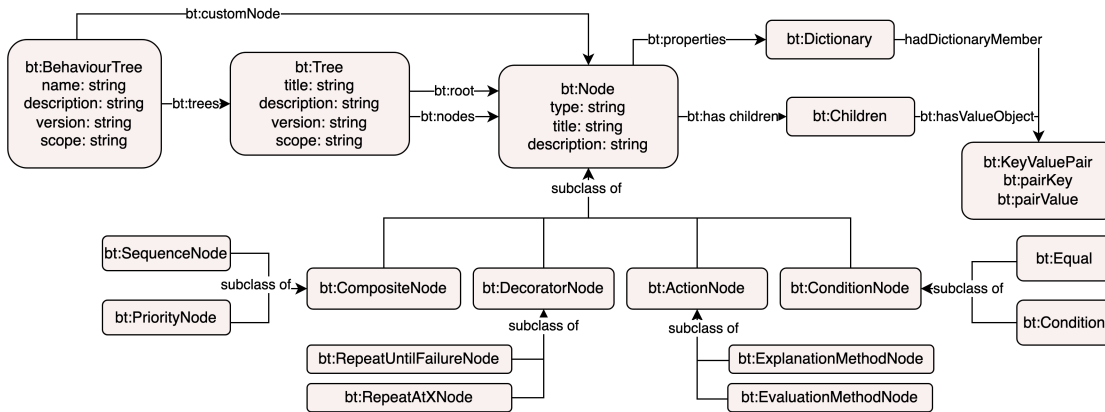 bt:customNode
bt:BehaviourTree
name: string
description: string
version: string
scope: string
bt:trees
bt:Tree
title: string
description: string
version: string
scope: string
bt:root
bt:nodes
bt:Node
type: string
title: string
description: string
bt:properties
bt:Dictionary
hadDictionaryMember
bt:has children
bt:Children
bt:hasValueObject
bt:KeyValuePair
bt:pairKey
bt:pairValue
subclass of
bt:SequenceNode
bt:PriorityNode
subclass of
bt:CompositeNode
bt:DecoratorNode
bt:ActionNode
bt:ConditionNode
subclass of
bt:Equal
bt:Condition
subclass of
subclass of
bt:RepeatUntilFailureNode
bt:RepeatAtXNode
bt:ExplanationMethodNode
bt:EvaluationMethodNode